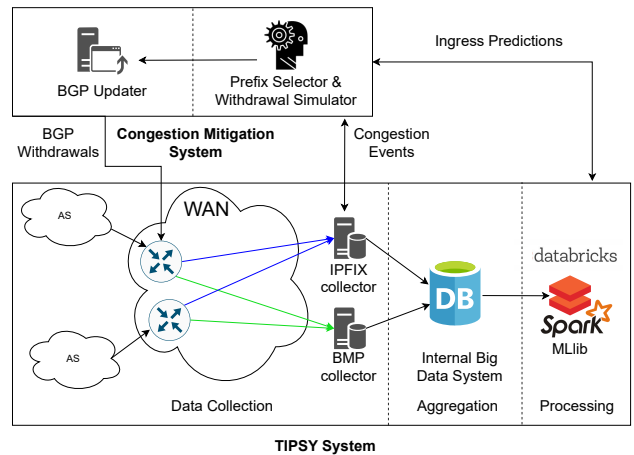 Ingress Predictions
BGP Updater
Prefix Selector &
Withdrawal Simulator
BGP
Withdrawals
Congestion Mitigation
System
Congestion
Events
AS
WAN
IPFIX
collector
databricks
DB
Spark
MLlib
AS
BMP
collector
Internal Big
Data System
Data Collection
Aggregation
Processing
TIPSY System